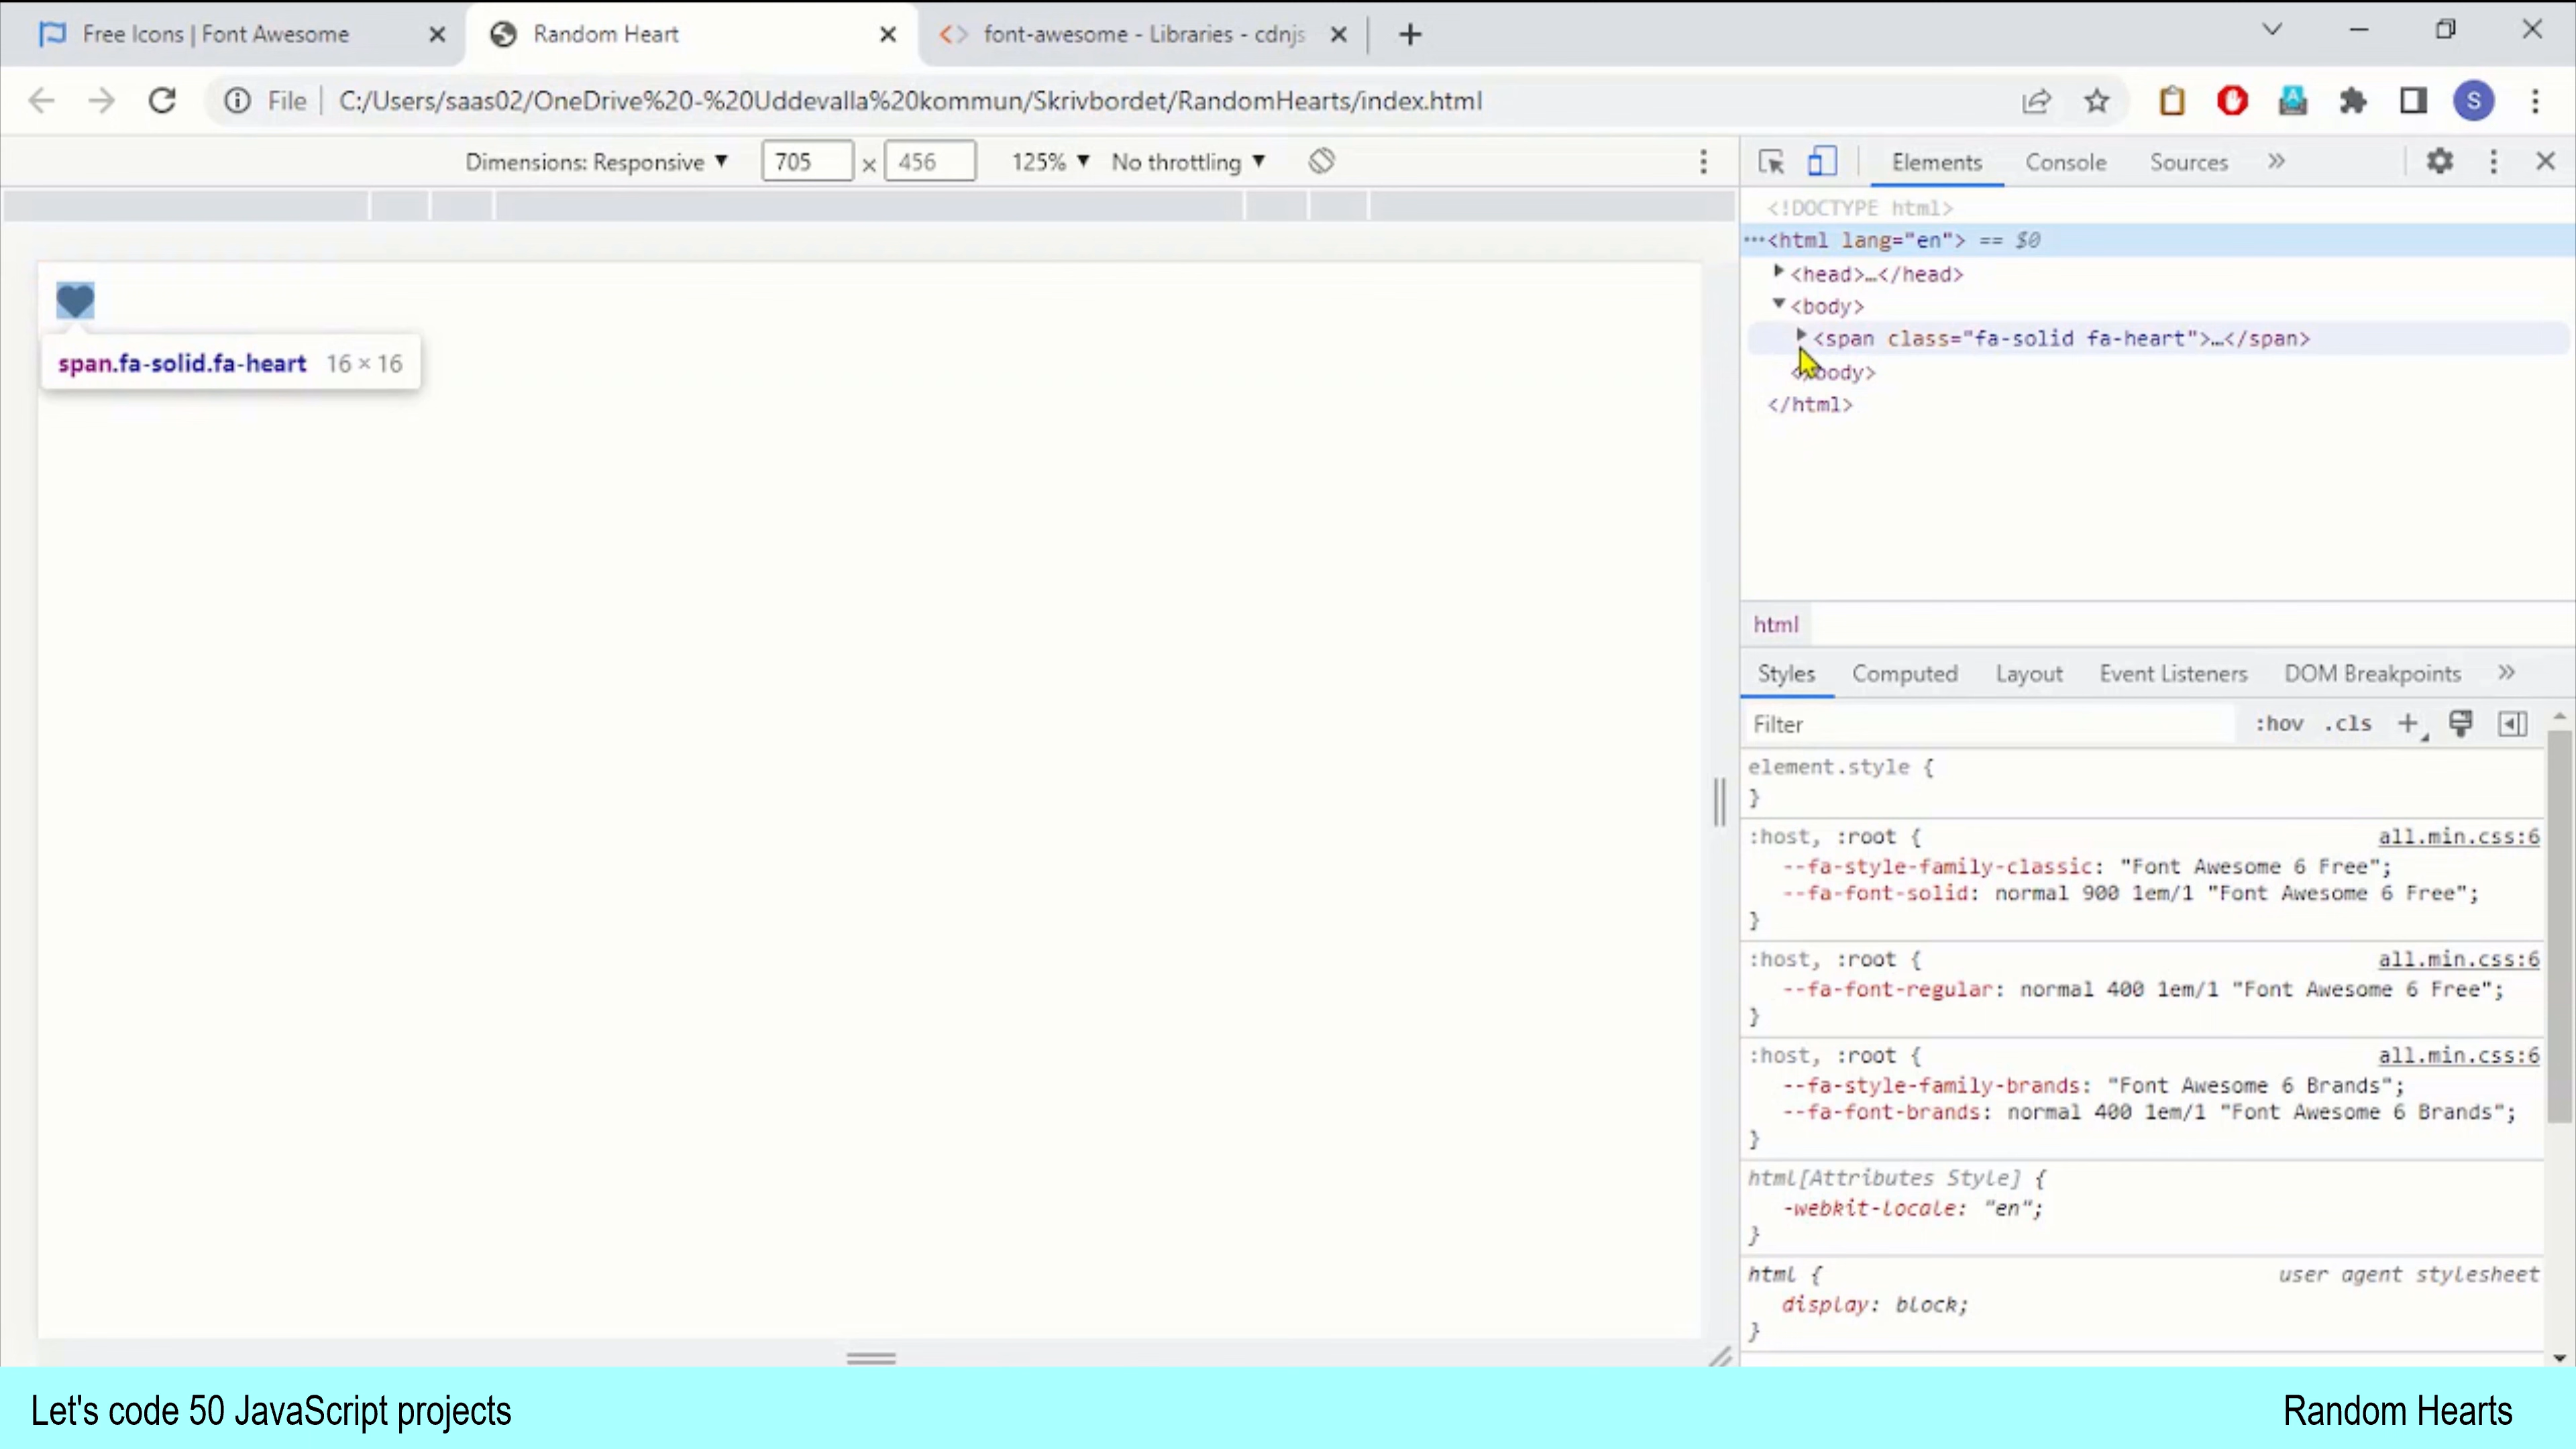 Free Icons | Font Awesome
Random Heart
font-awesome - Libraries - cdnjs
File
C:/Users/saas02/OneDrive%20-%20Uddevalla%20kommun/Skrivbordet/RandomHearts/index.html
S
Dimensions: Responsive ▼ 705 × 456 125% ▼ No throttling ▼
span.fa-solid.fa-heart 16 × 16
Elements Console Sources »
<!DOCTYPE html>
⋯<html lang="en"> == $0
<head>…</head>
<body>
<span class="fa-solid fa-heart">…</span>
</body>
</html>
html
Styles Computed Layout Event Listeners DOM Breakpoints »
Filter :hov .cls +
element.style {
}
:host, :root { all.min.css:6
--fa-style-family-classic: "Font Awesome 6 Free";
--fa-font-solid: normal 900 1em/1 "Font Awesome 6 Free";
}
:host, :root { all.min.css:6
--fa-font-regular: normal 400 1em/1 "Font Awesome 6 Free";
}
:host, :root { all.min.css:6
--fa-style-family-brands: "Font Awesome 6 Brands";
--fa-font-brands: normal 400 1em/1 "Font Awesome 6 Brands";
}
html[Attributes Style] {
-webkit-locale: "en";
}
html { user agent stylesheet
display: block;
}
Let's code 50 JavaScript projects
Random Hearts